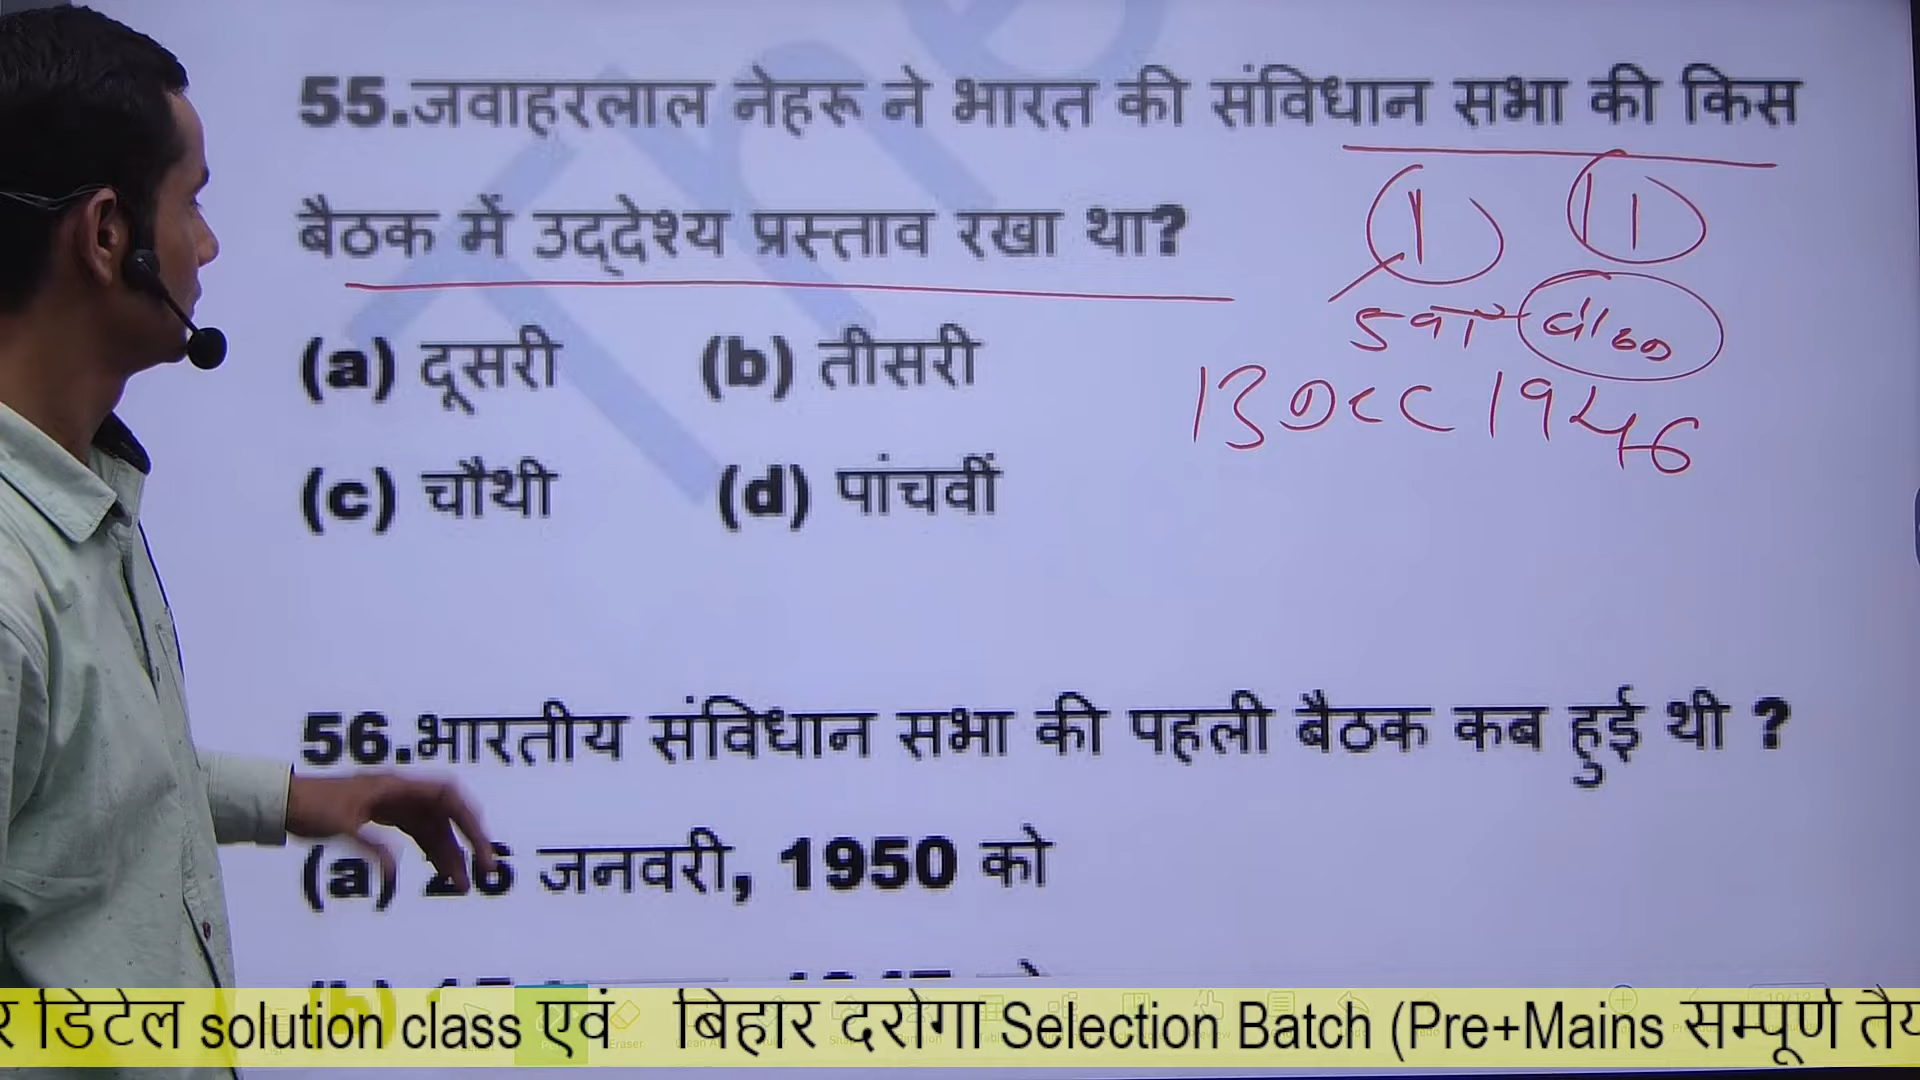 55.जवाहरलाल नेहरू ने भारत की संविधान सभा की किस
बैठक में उद्देश्य प्रस्ताव रखा था?
(a) दूसरी (b) तीसरी
(c) चौथी (d) पांचवीं
13 Dec 1946
56.भारतीय संविधान सभा की पहली बैठक कब हुई थी ?
(a) 26 जनवरी, 1950 को
डिटेल solution class एवं बिहार दरोगा Selection Batch (Pre+Mains सम्पूर्ण